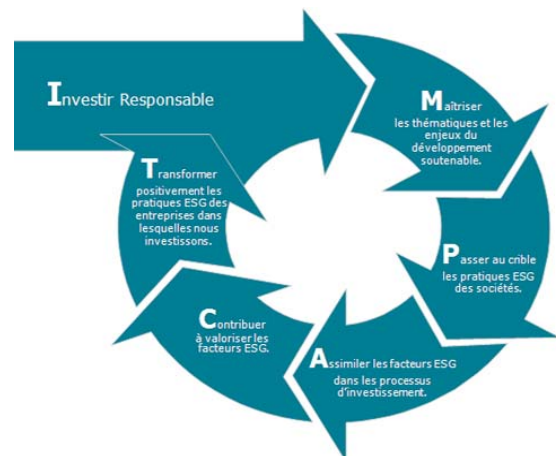 Investir Responsable
Maîtriser
les thématiques et les
enjeux du
développement
soutenable.
Passer au crible
les pratiques ESG
des sociétés.
Assimiler les facteurs ESG
dans les processus
d'investissement.
Contribuer
à valoriser les
facteurs ESG.
Transformer
positivement les
pratiques ESG des
entreprises dans
lesquelles nous
investissons.